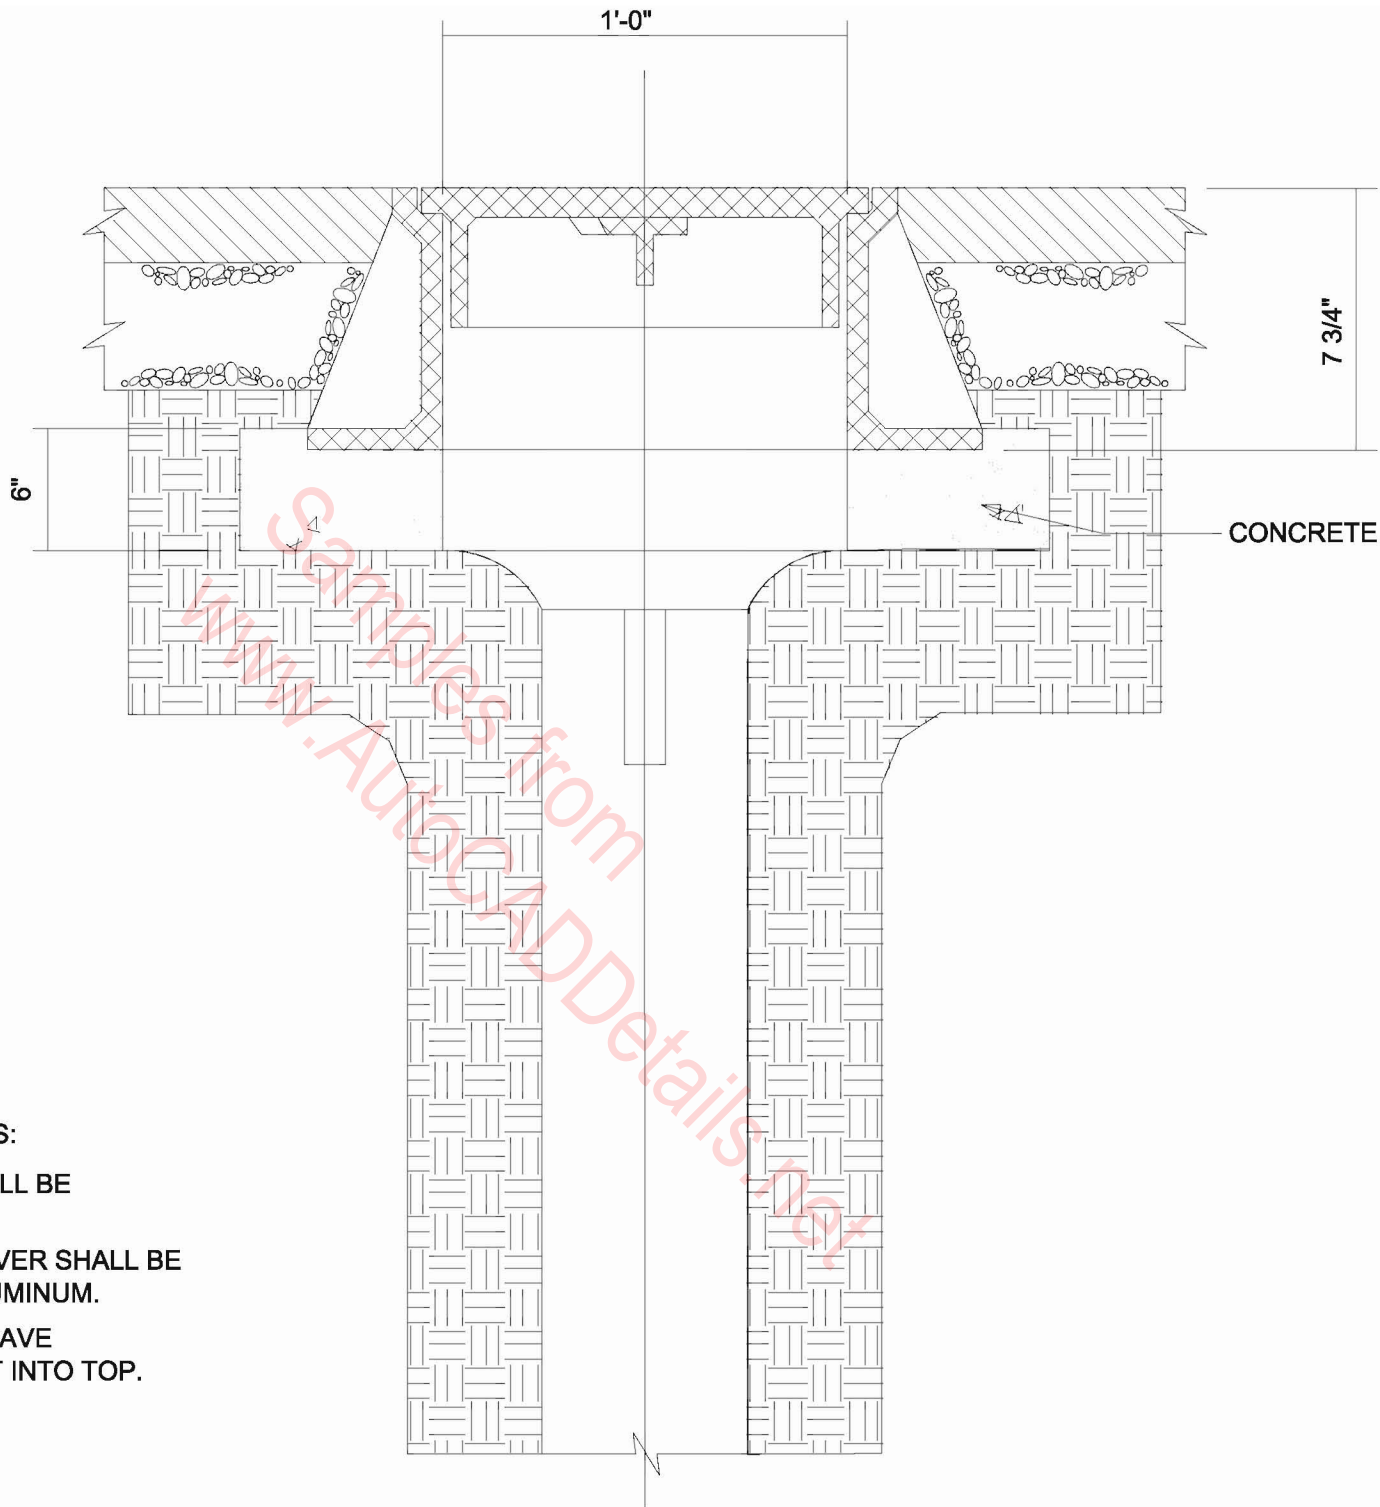 1'-0"
7 3/4"
6"
CONCRETE
Samples from
www.AutoCADDetails.net
S:
LL BE
VER SHALL BE
UMINUM.
AVE
T INTO TOP.